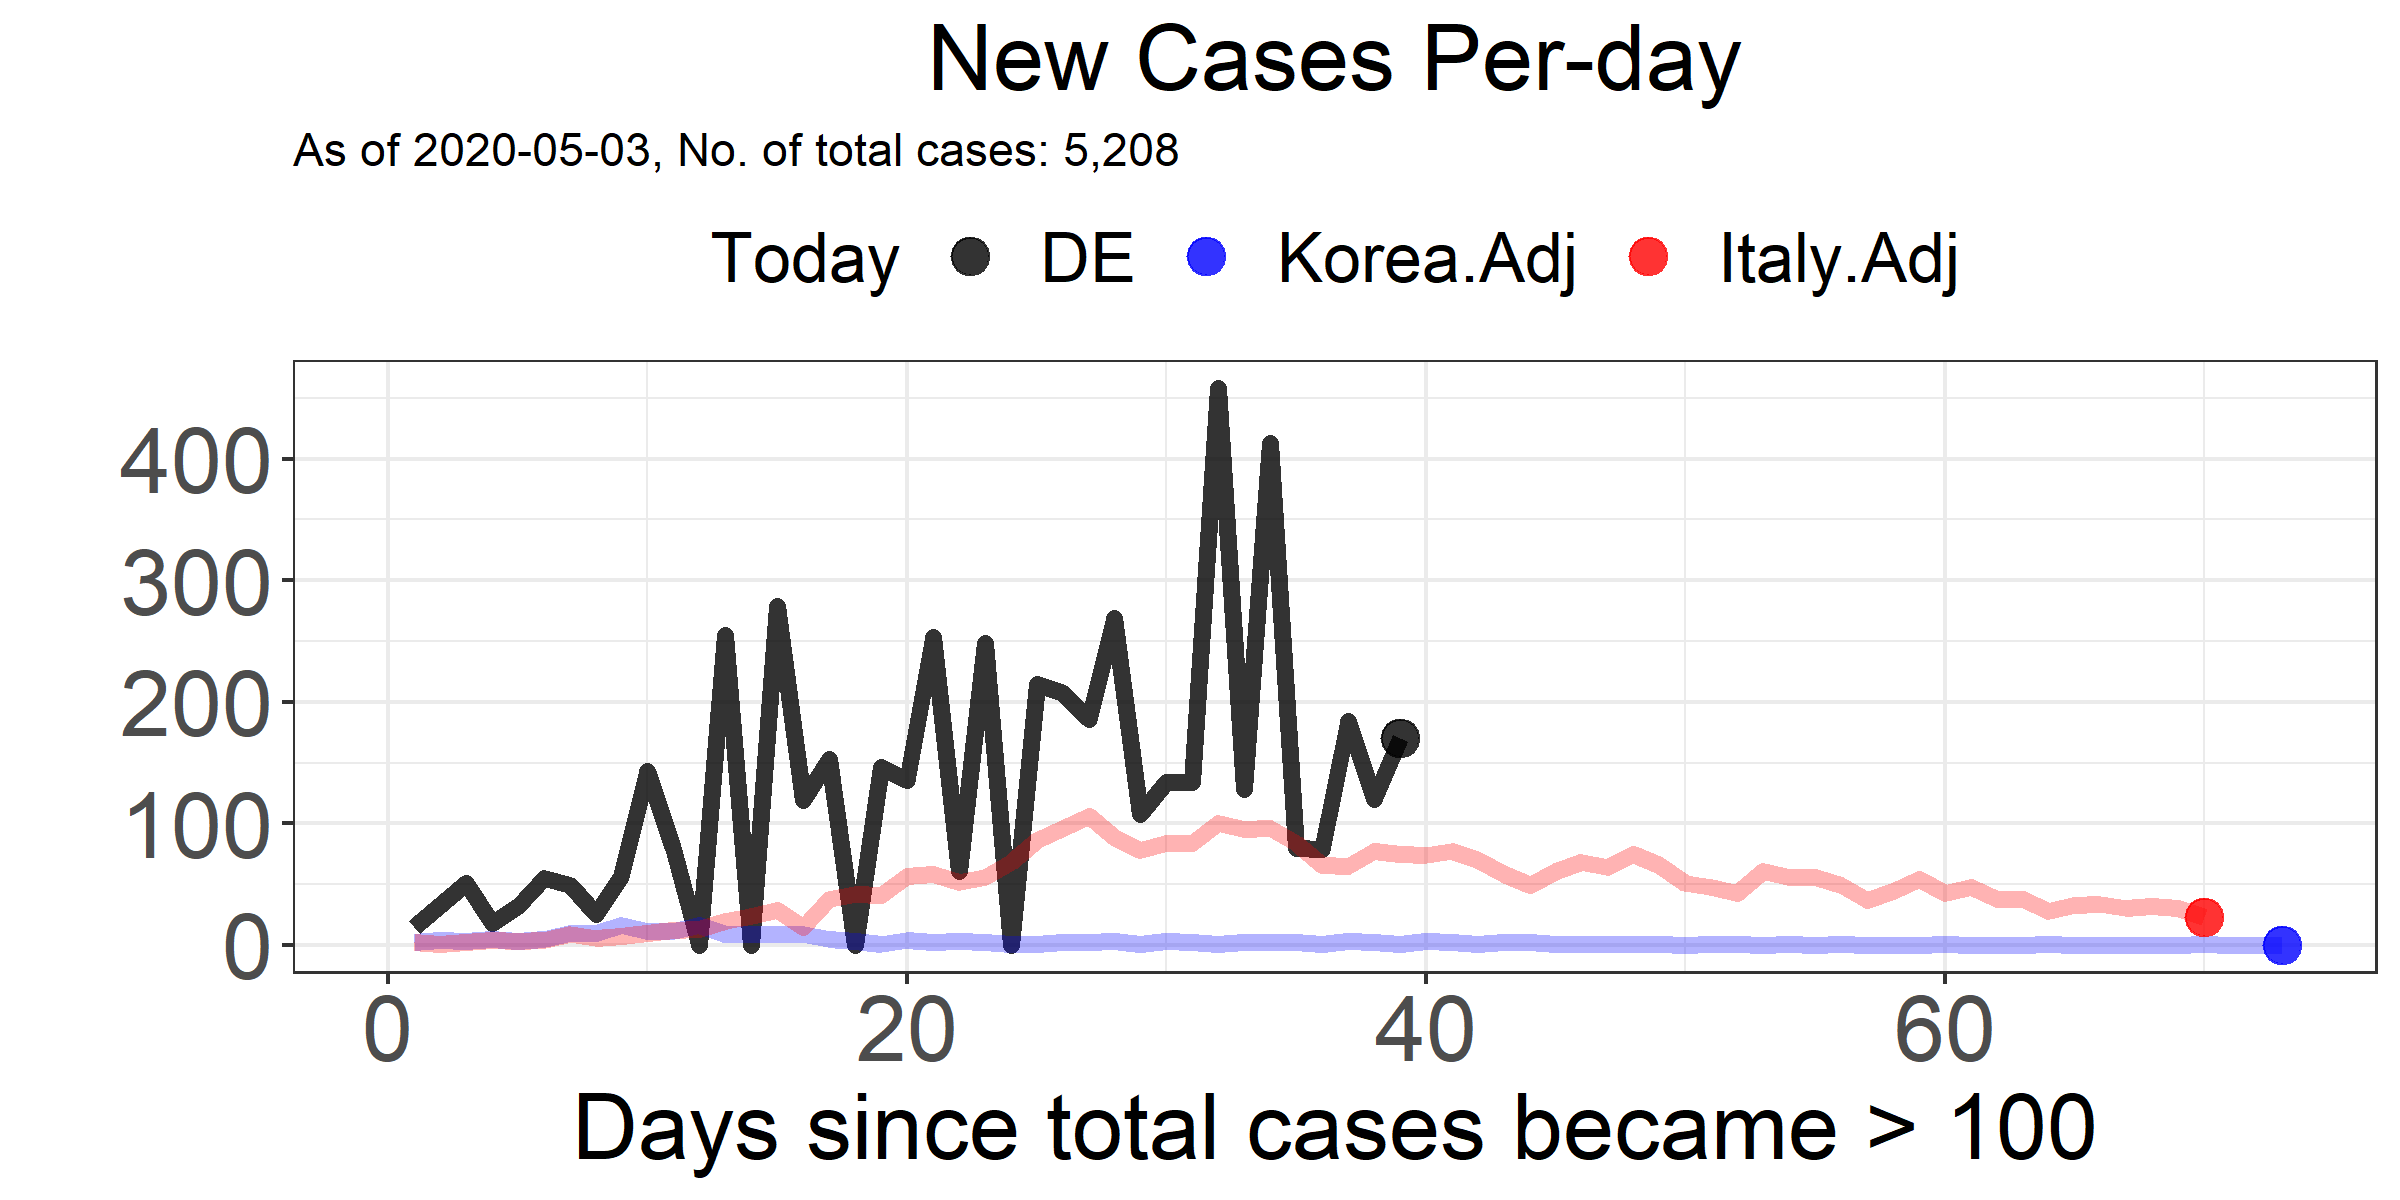 New Cases Per-day
As of 2020-05-03, No. of total cases: 5,208
Today DE Korea.Adj Italy.Adj
400
300
200
100
0
0 20 40 60
Days since total cases became > 100